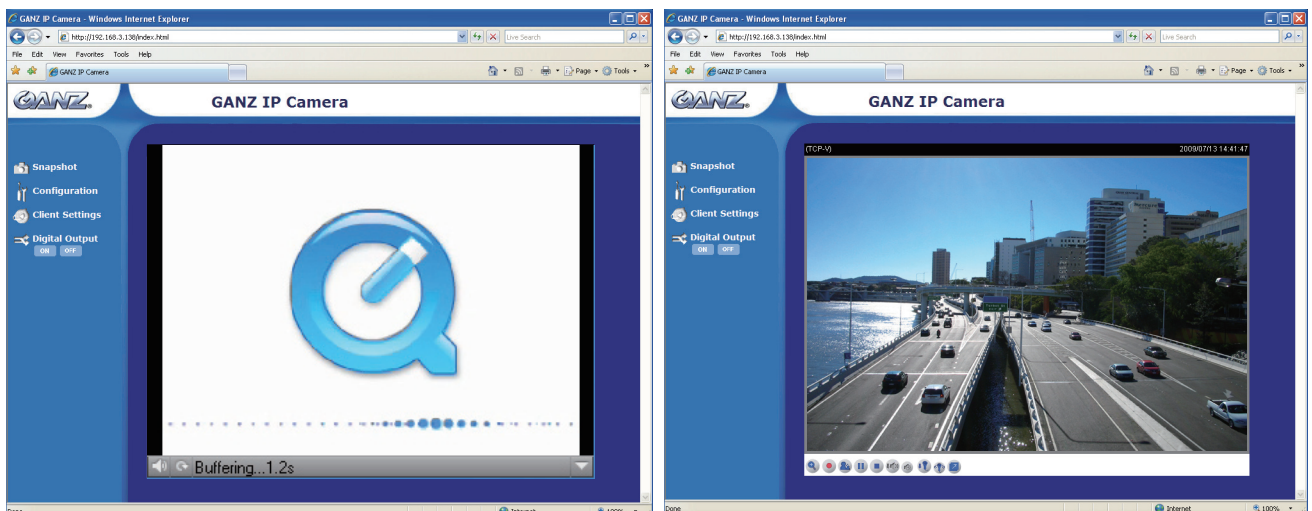 GANZ IP Camera - Windows Internet Explorer
http://192.168.3.138/index.html
Live Search
File Edit View Favorites Tools Help
GANZ IP Camera
Page Tools
GANZ
GANZ IP Camera
Snapshot
Configuration
Client Settings
Digital Output
ON OFF
Buffering...1.2s
Done
Internet
100%
GANZ IP Camera - Windows Internet Explorer
http://192.168.3.138/index.html
Live Search
File Edit View Favorites Tools Help
GANZ IP Camera
Page Tools
GANZ
GANZ IP Camera
Snapshot
Configuration
Client Settings
Digital Output
ON OFF
(TCP-V) 2009/07/13 14:41:47
Done
Internet
100%